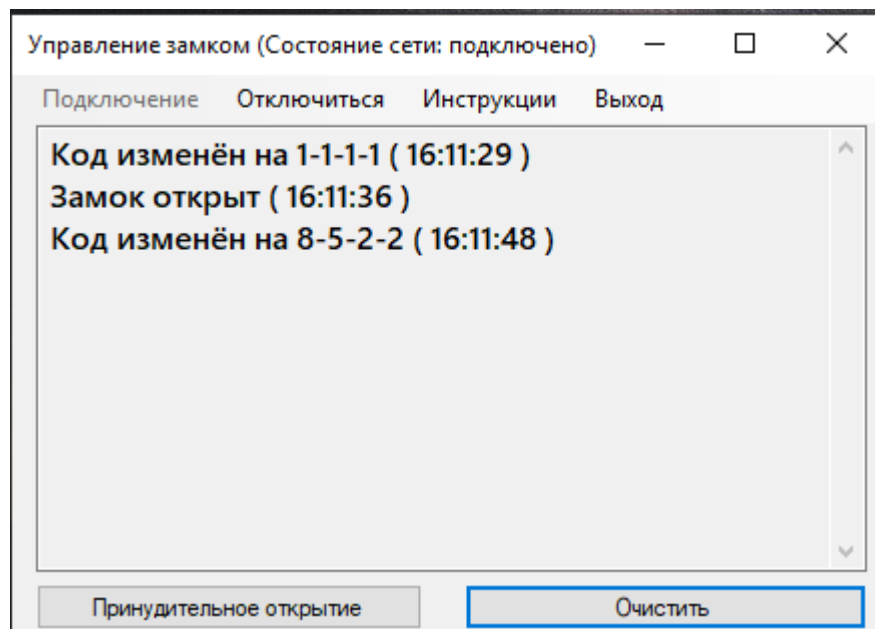 Управление замком (Состояние сети: подключено)
Подключение Отключиться Инструкции Выход
Код изменён на 1-1-1-1 ( 16:11:29 )
Замок открыт ( 16:11:36 )
Код изменён на 8-5-2-2 ( 16:11:48 )
Принудительное открытие Очистить